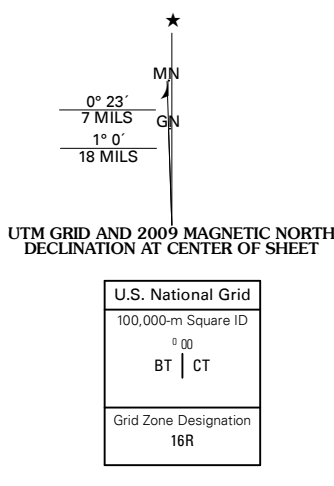 MN
0° 23´
7 MILS
GN
1° 0´
18 MILS
UTM GRID AND 2009 MAGNETIC NORTH
DECLINATION AT CENTER OF SHEET
U.S. National Grid
100,000-m Square ID
0 00
BT CT
Grid Zone Designation
16R